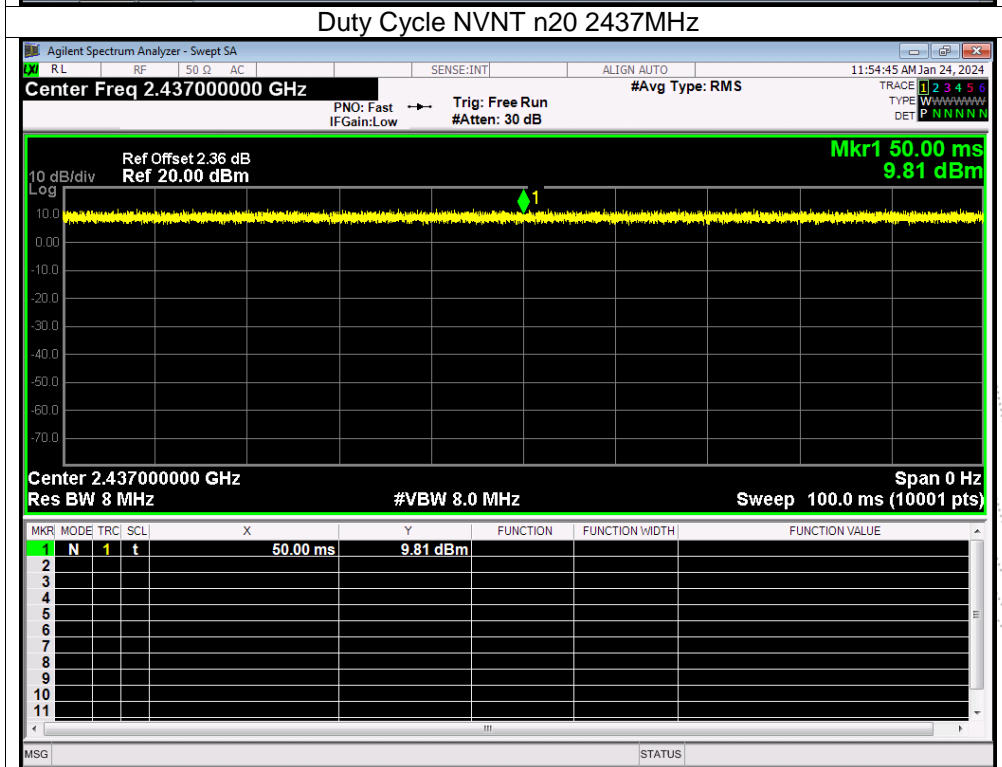 Duty Cycle NVNT n20 2437MHz
Agilent Spectrum Analyzer - Swept SA
LXI RL RF 50 Ω AC SENSE:INT ALIGN AUTO 11:54:45 AM Jan 24, 2024
Center Freq 2.437000000 GHz #Avg Type: RMS TRACE 1 2 3 4 5 6
PNO: Fast Trig: Free Run TYPE WWWWWW
IFGain:Low #Atten: 30 dB DET P N N N N N
Mkr1 50.00 ms
Ref Offset 2.36 dB
10 dB/div Ref 20.00 dBm 9.81 dBm
Log
1
10.0
0.00
-10.0
-20.0
-30.0
-40.0
-50.0
-60.0
-70.0
Center 2.437000000 GHz Span 0 Hz
Res BW 8 MHz #VBW 8.0 MHz Sweep 100.0 ms (10001 pts)
MKR MODE TRC SCL X Y FUNCTION FUNCTION WIDTH FUNCTION VALUE
1 N 1 t 50.00 ms 9.81 dBm
2
3
4
5
6
7
8
9
10
11
MSG STATUS